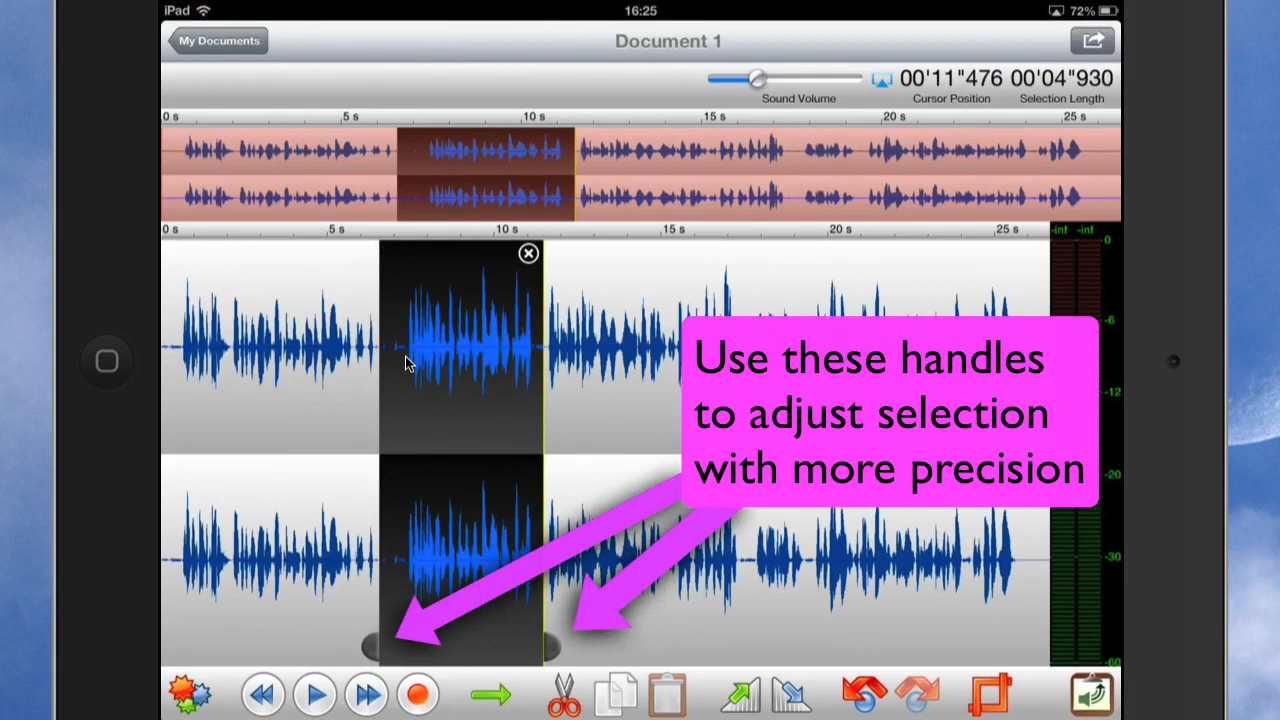 iPad 16:25 72%
My Documents Document 1
00'11"476 00'04"930
Sound Volume Cursor Position Selection Length
0 s 5 s 10 s 15 s 20 s 25 s
0 s 5 s 10 s 15 s 20 s 25 s -inf -inf
0
-6
-12
-20
-30
-60
Use these handles
to adjust selection
with more precision